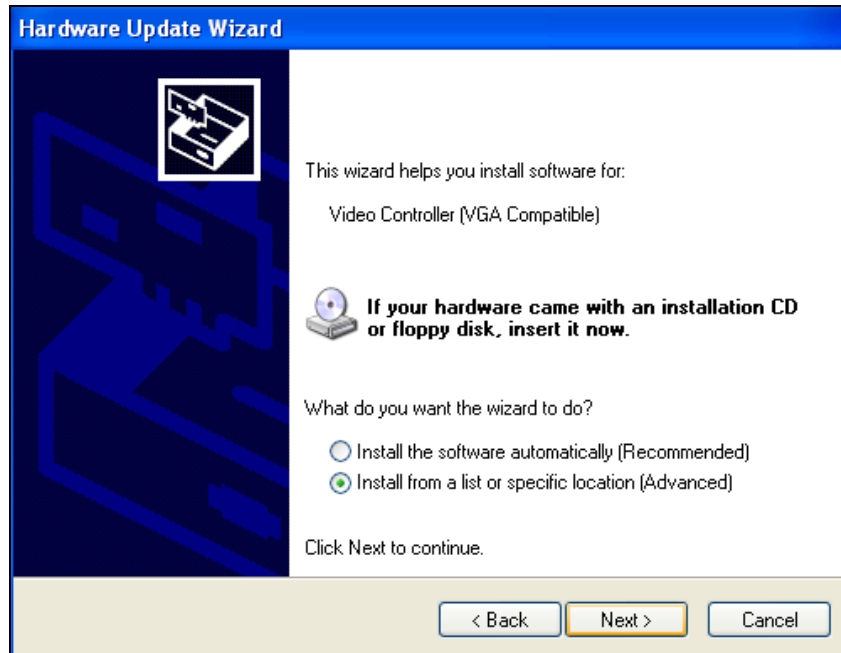 Hardware Update Wizard
This wizard helps you install software for:
Video Controller (VGA Compatible)
If your hardware came with an installation CD
or floppy disk, insert it now.
What do you want the wizard to do?
Install the software automatically (Recommended)
Install from a list or specific location (Advanced)
Click Next to continue.
< Back
Next >
Cancel